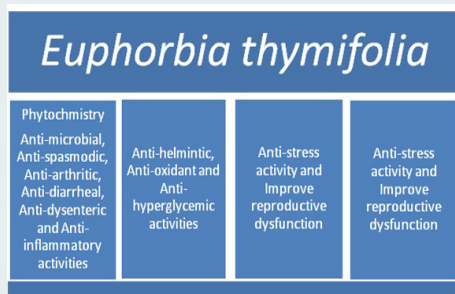 Euphorbia thymifolia
Phytochmistry
Anti-microbial,
Anti-spasmodic,
Anti-arthritic,
Anti-diarrheal,
Anti-dysenteric
and Anti-
inflammatory
activities
Anti-helmintic,
Anti-oxidant and
Anti-
hyperglycemic
activities
Anti-stress
activity and
Improve
reproductive
dysfunction
Anti-stress
activity and
Improve
reproductive
dysfunction